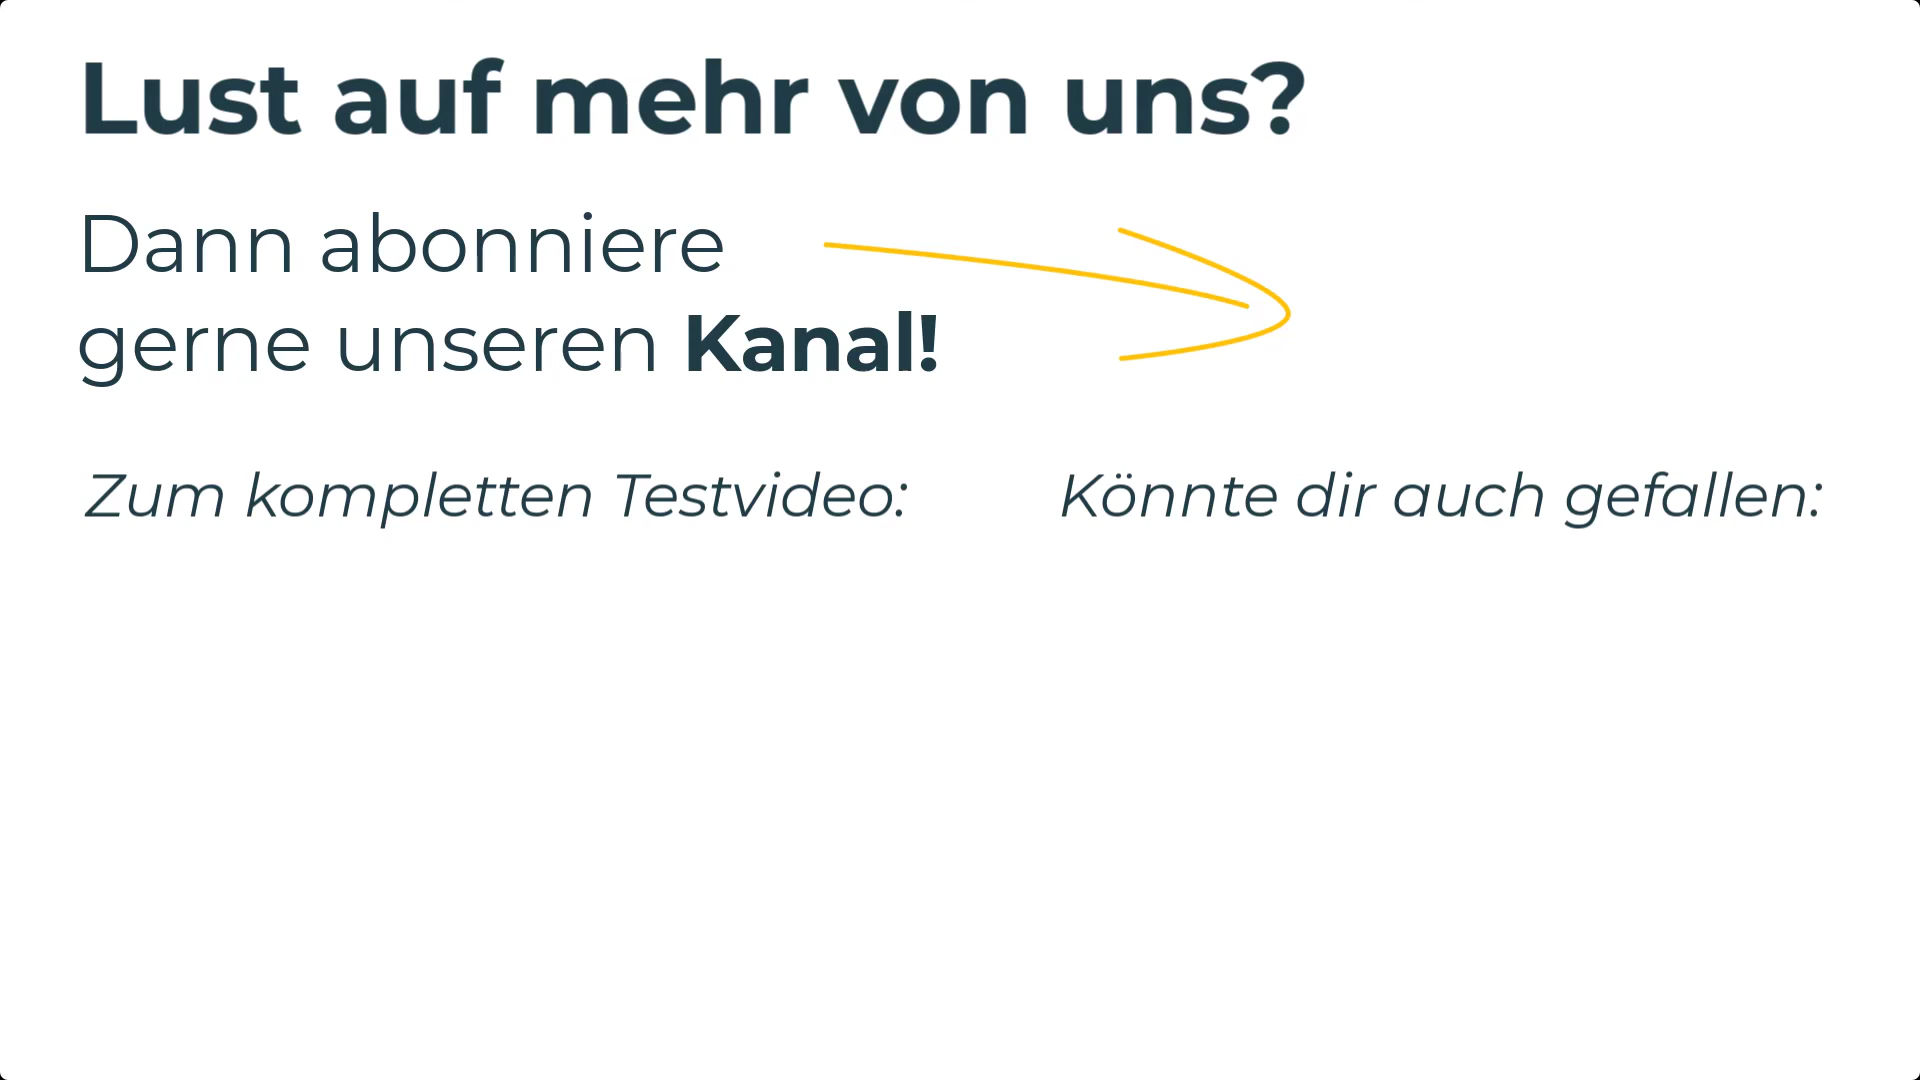 Lust auf mehr von uns?
Dann abonniere
gerne unseren Kanal!
Zum kompletten Testvideo:
Könnte dir auch gefallen: